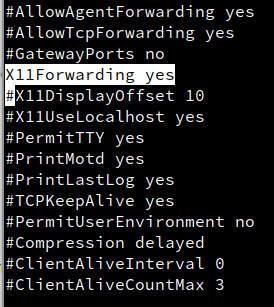 #AllowAgentForwarding yes
#AllowTcpForwarding yes
#GatewayPorts no
X11Forwarding yes
#X11DisplayOffset 10
#X11UseLocalhost yes
#PermitTTY yes
#PrintMotd yes
#PrintLastLog yes
#TCPKeepAlive yes
#PermitUserEnvironment no
#Compression delayed
#ClientAliveInterval 0
#ClientAliveCountMax 3